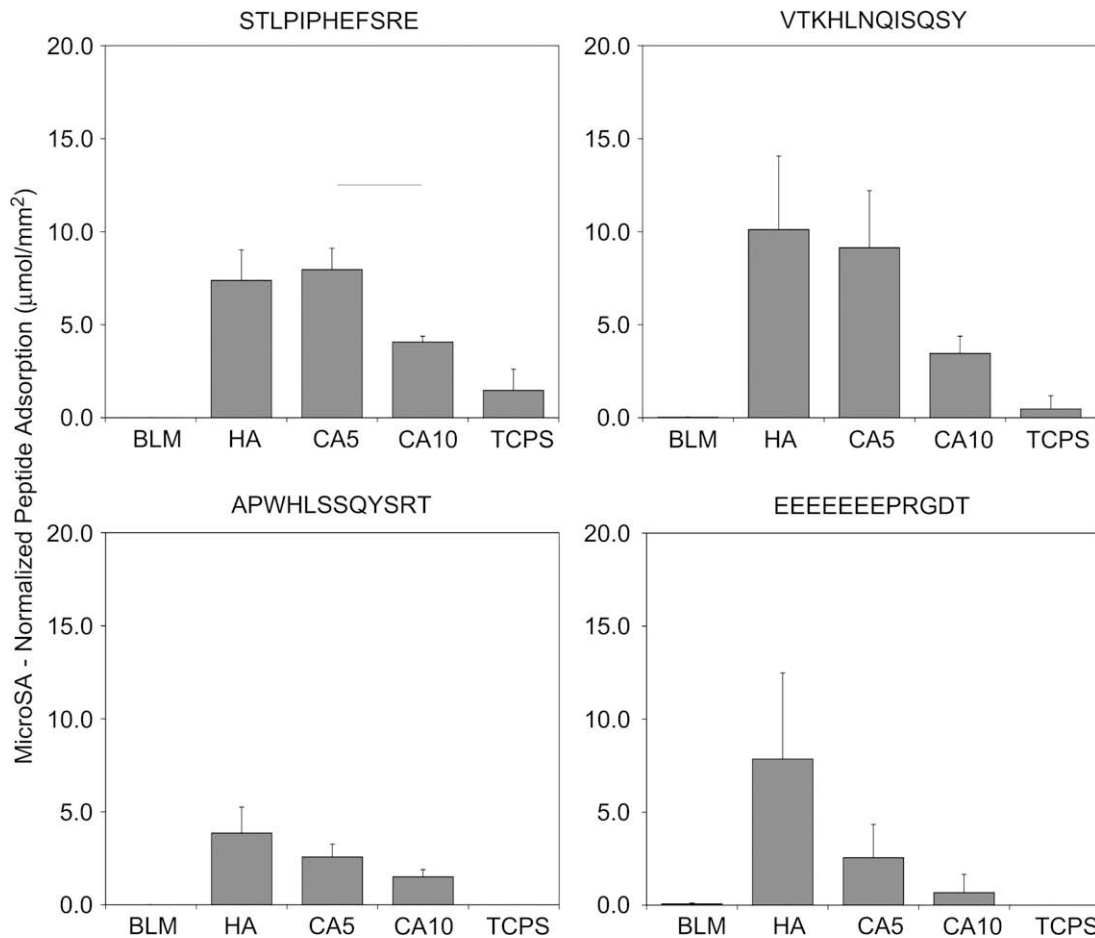 MicroSA - Normalized Peptide Adsorption (µmol/mm²)
STLPIPHEFSRE
20.0
15.0
10.0
5.0
0.0
BLM HA CA5 CA10 TCPS
VTKHLNQISQSY
20.0
15.0
10.0
5.0
0.0
BLM HA CA5 CA10 TCPS
APWHLSSQYSRT
20.0
15.0
10.0
5.0
0.0
BLM HA CA5 CA10 TCPS
EEEEEEEPRGDT
20.0
15.0
10.0
5.0
0.0
BLM HA CA5 CA10 TCPS